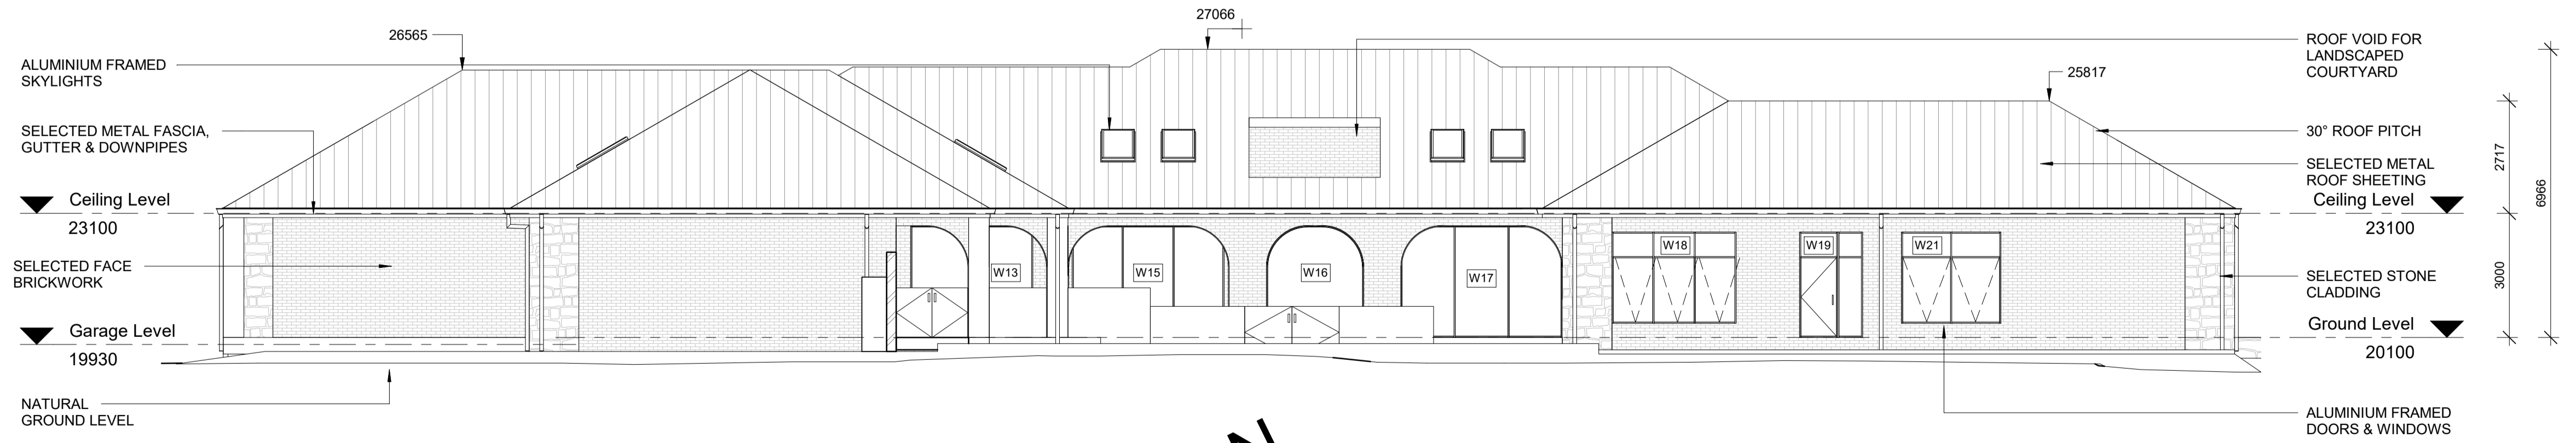 26565
27066
ALUMINIUM FRAMED
SKYLIGHTS
ROOF VOID FOR
LANDSCAPED
COURTYARD
25817
SELECTED METAL FASCIA,
GUTTER & DOWNPIPES
30° ROOF PITCH
SELECTED METAL
ROOF SHEETING
2717
6966
Ceiling Level
23100
Ceiling Level
23100
SELECTED FACE
BRICKWORK
W13
W15
W16
W17
W18
W19
W21
SELECTED STONE
CLADDING
3000
Garage Level
19930
Ground Level
20100
NATURAL
GROUND LEVEL
ALUMINIUM FRAMED
DOORS & WINDOWS